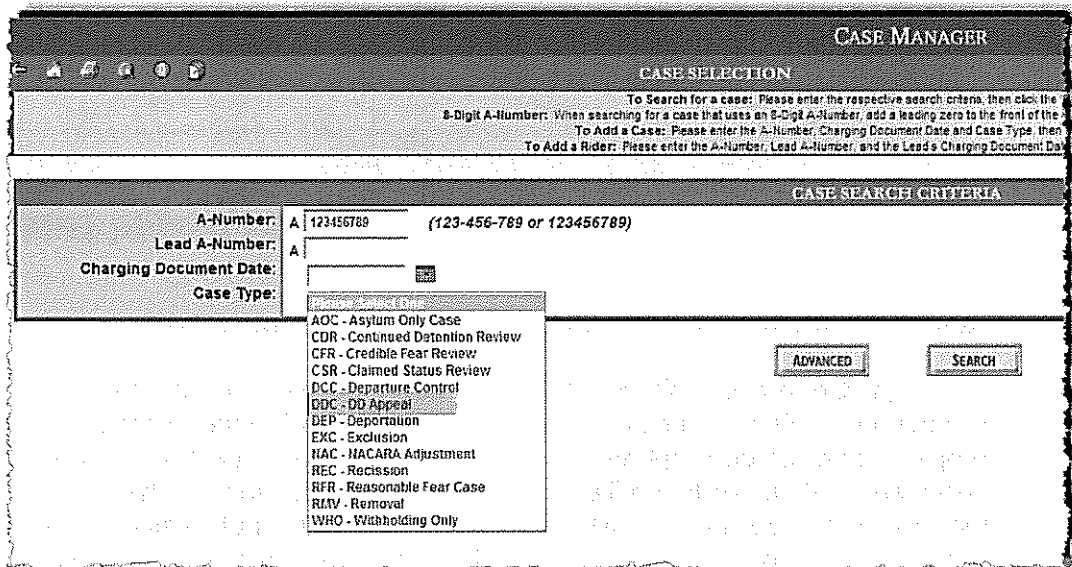 CASE MANAGER
CASE SELECTION
To Search for a case: Please enter the respective search criteria, then click the
8-Digit A-Number: When searching for a case that uses an 8-Digit A-Number, add a leading zero to the front of the
To Add a Case: Please enter the A-Number, Charging Document Date and Case Type, then
To Add a Rider: Please enter the A-Number, Lead A-Number, and the Lead's Charging Document Dat
CASE SEARCH CRITERIA
A-Number: A 123456789 (123-456-789 or 123456789)
Lead A-Number: A
Charging Document Date:
Case Type:
Please Select One
AOC - Asylum Only Case
CDR - Continued Detention Review
CFR - Credible Fear Review
CSR - Claimed Status Review
DCC - Departure Control
DDC - DD Appeal
DEP - Deportation
EXC - Exclusion
NAC - NACARA Adjustment
REC - Recission
RFR - Reasonable Fear Case
RMV - Removal
WHO - Withholding Only
ADVANCED
SEARCH